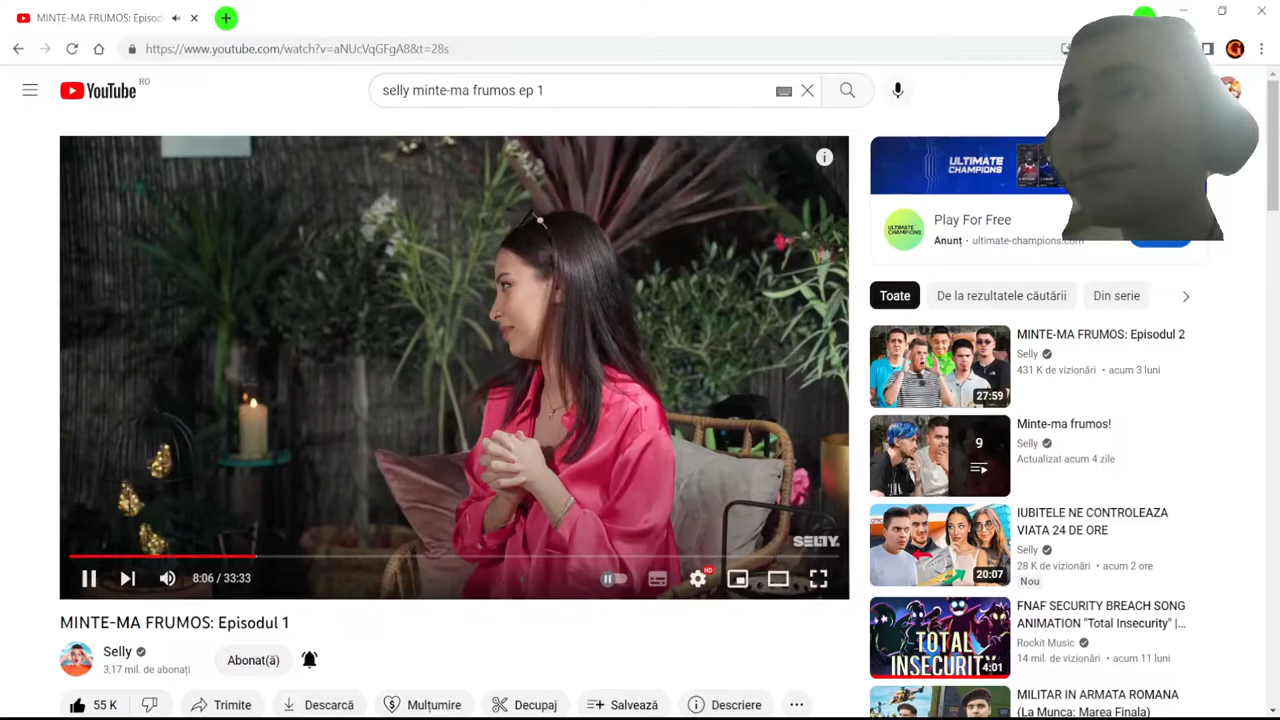 MINTE-MA FRUMOS: Episod
https://www.youtube.com/watch?v=aNUcVqGFgA8&t=28s
YouTube RO
selly minte-ma frumos ep 1
ULTIMATE
CHAMPIONS
Play For Free
Anunț · ultimate-champions.com
ULTIMATE
CHAMPIONS
Toate
De la rezultatele căutării
Din serie
MINTE-MA FRUMOS: Episodul 2
Selly
431 K de vizionări • acum 3 luni
27:59
Minte-ma frumos!
Selly
Actualizat acum 4 zile
9
IUBITELE NE CONTROLEAZA
VIATA 24 DE ORE
Selly
28 K de vizionări • acum 2 ore
Nou
20:07
FNAF SECURITY BREACH SONG
ANIMATION "Total Insecurity" |...
Rockit Music
14 mil. de vizionări • acum 11 luni
TOTAL
INSECURITY
4:01
MILITAR IN ARMATA ROMANA
(La Munca: Marea Finala)
SELTY.
8:06 / 33:33
HD
MINTE-MA FRUMOS: Episodul 1
Selly
3,17 mil. de abonați
Abonat(ă)
55 K
Trimite
Descarcă
Mulțumire
Decupaj
Salvează
Descriere